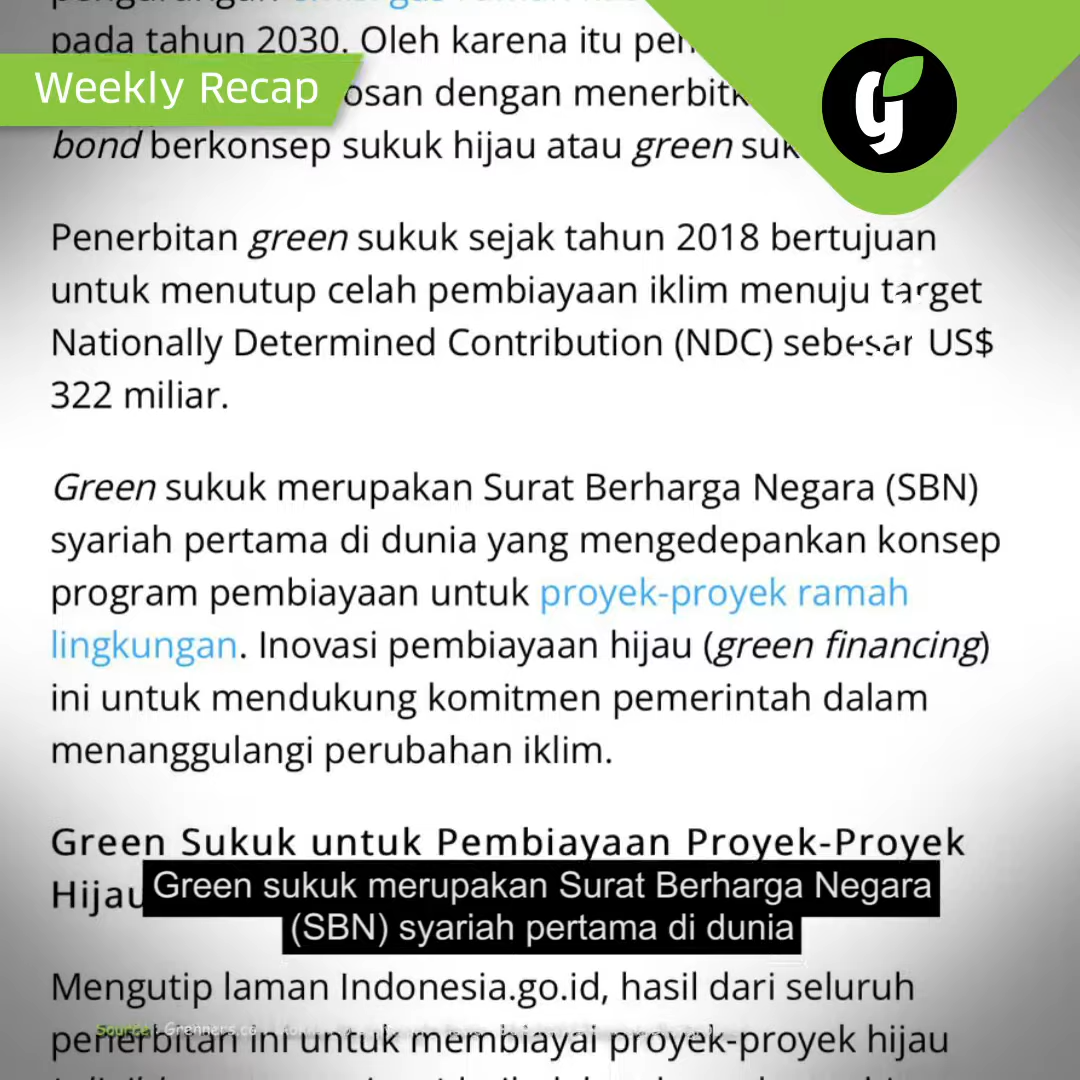 pada tahun 2030. Oleh karena itu
Weekly Recap
dengan
bond berkonsep sukuk hijau atau green
Penerbitan green sukuk sejak tahun 2018 bertujuan
untuk menutup celah pembiayaan iklim menuju target
Nationally Determined Contribution (NDC) sebesar US$
322 miliar.
Green sukuk merupakan Surat Berharga Negara (SBN)
syariah pertama di dunia yang mengedepankan konsep
program pembiayaan untuk proyek-proyek ramah
lingkungan. Inovasi pembiayaan hijau (green financing)
ini untuk mendukung komitmen pemerintah dalam
menanggulangi perubahan iklim.
Green Sukuk untuk Pembiayaan Proyek-Proyek
Hijau
Green sukuk merupakan Surat Berharga Negara
(SBN) syariah pertama di dunia
Mengutip laman Indonesia.go.id, hasil dari seluruh
Source
penerbitan ini untuk membiayai proyek-proyek hijau